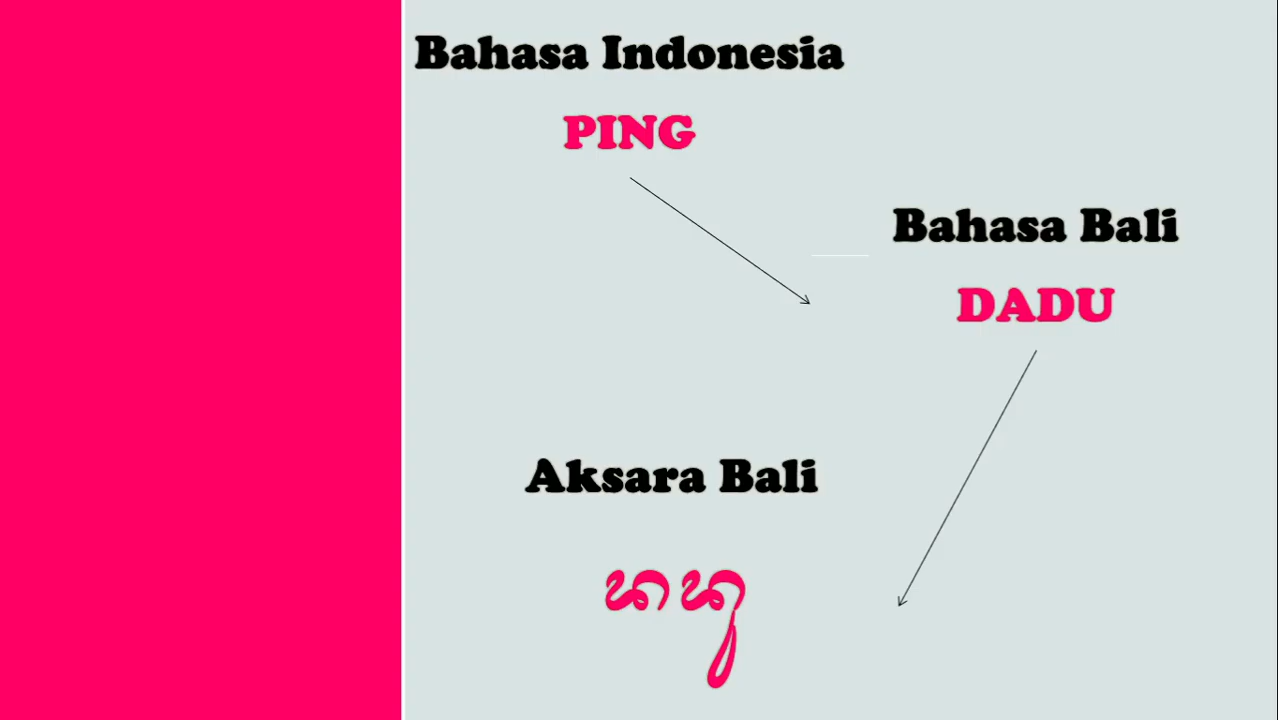 Bahasa Indonesia
PING
Bahasa Bali
DADU
Aksara Bali
ᬤᬤᬸ